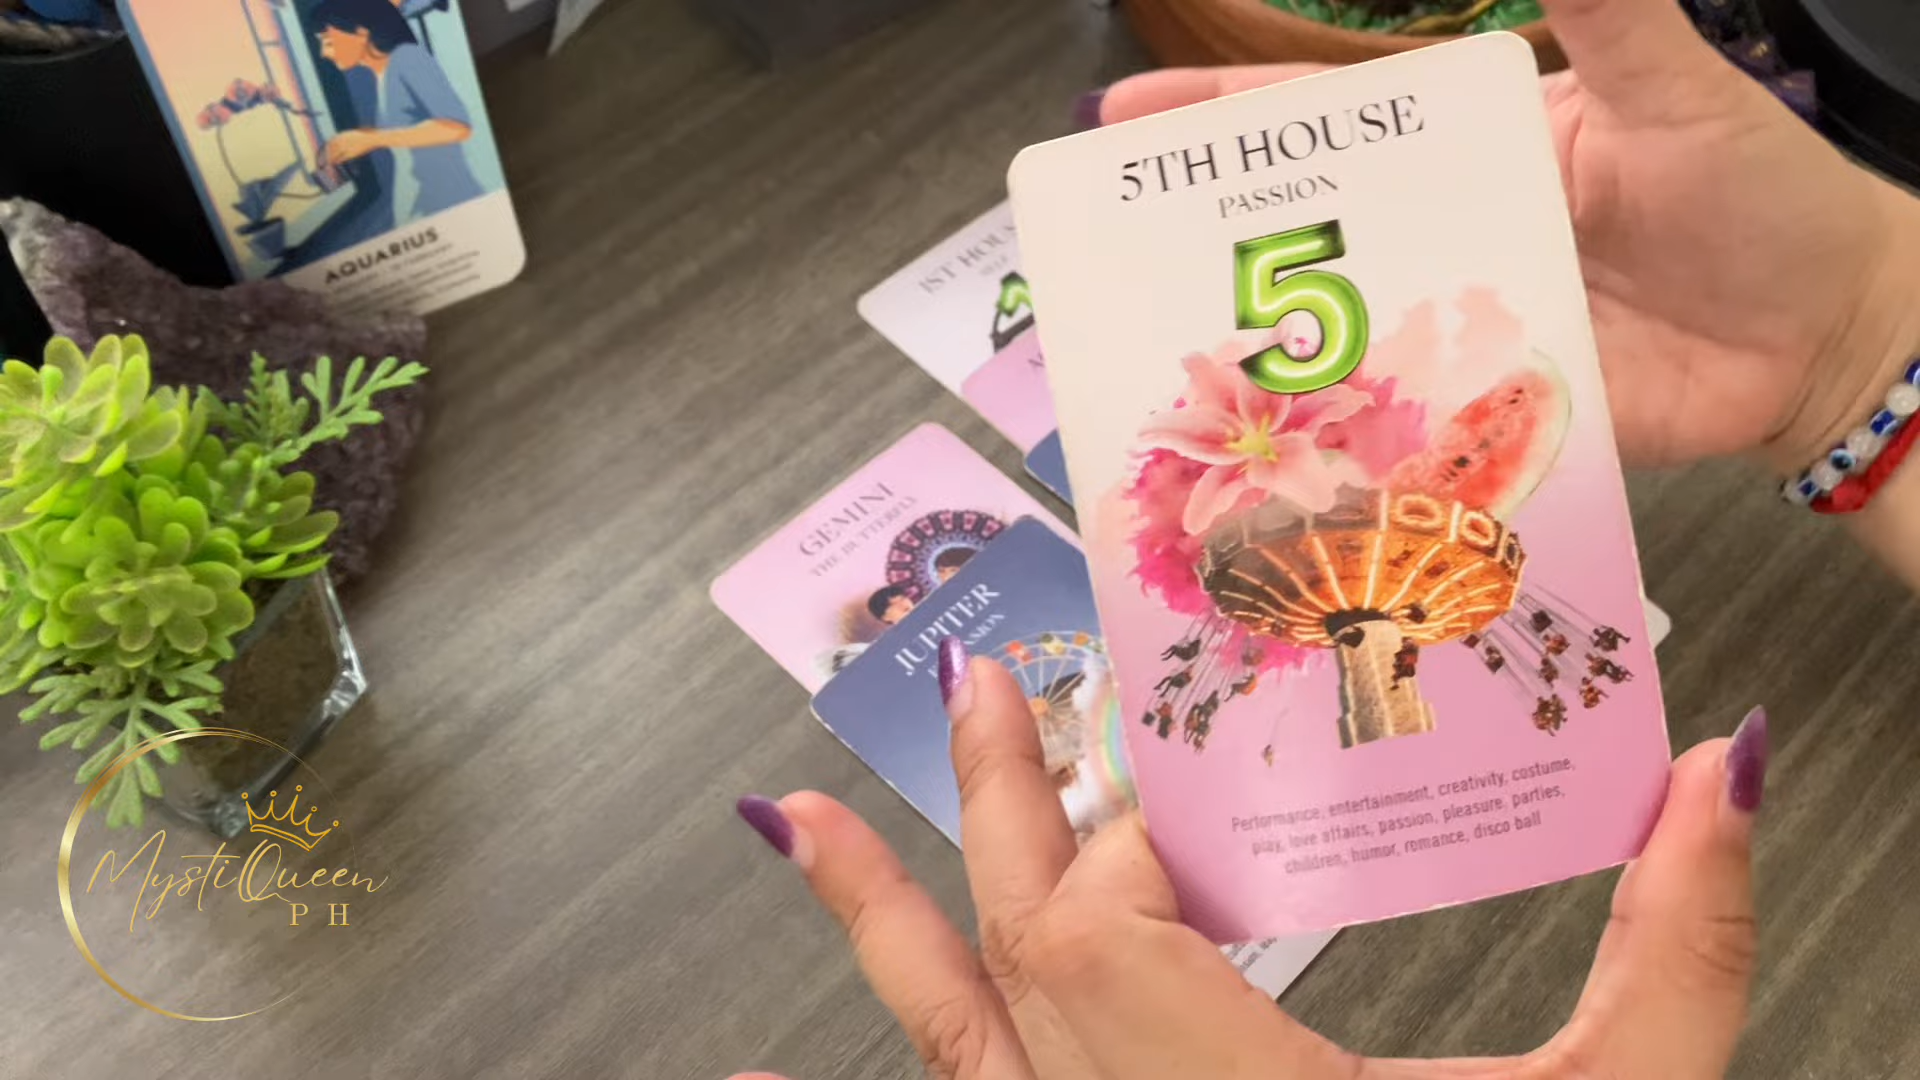 AQUARIUS
1ST HOUSE
5TH HOUSE
PASSION
5
Performance, entertainment, creativity, costume,
play, love affairs, passion, pleasure, parties,
children, humor, romance, disco ball
GEMINI
THE BUTTERFLY
JUPITER
MystiQueen
PH